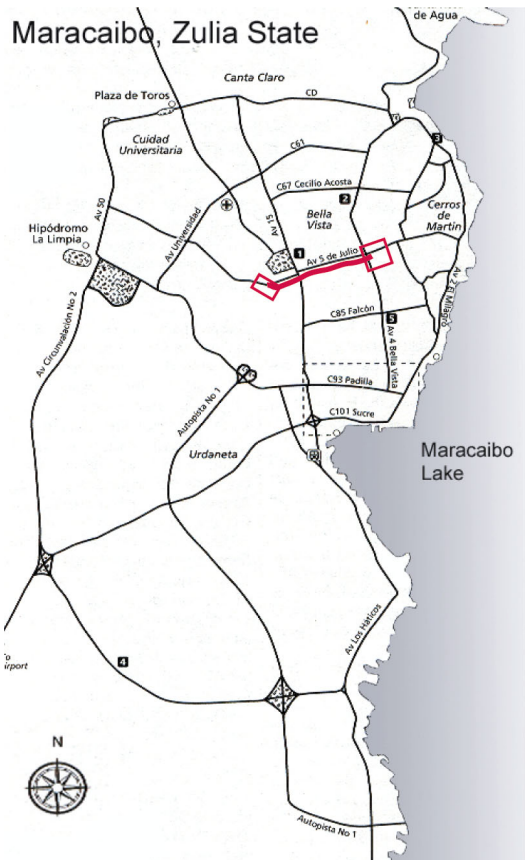 de Agua
Maracaibo, Zulia State
Canta Claro
Plaza de Toros
CD
Cuidad
Universitaria
3
C61
C67 Cecilio Acosta
2
Av 50
Bella
Vista
Cerros
de
Martín
Av Universidad
Av 15
Hipódromo
La Limpia
1
Av 5 de Julio
Av 2 El Milagro
Av Circunvalación No 2
C85 Falcón
5
Av 4 Bella Vista
C93 Padilla
Autopista No 1
C101 Sucre
Urdaneta
Maracaibo
Lake
Av Los Háticos
To
irport
4
N
Autopista No 1